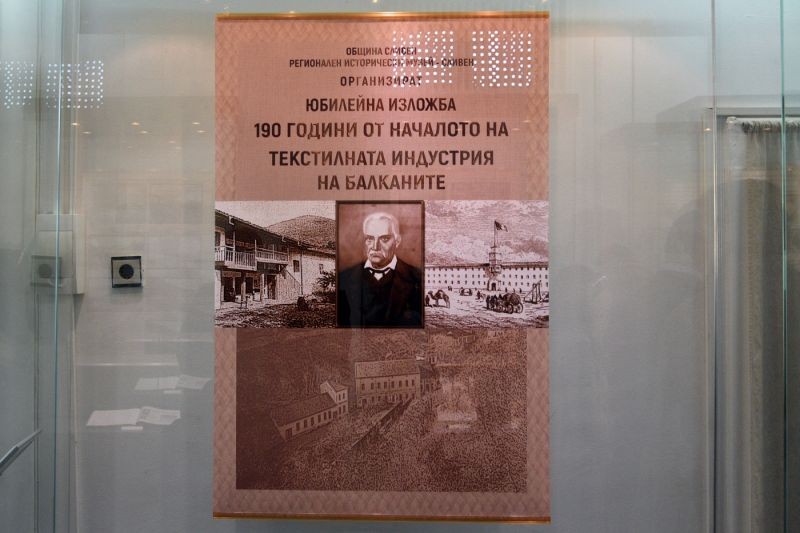 ОБЩИНА СЛИВЕН
РЕГИОНАЛЕН ИСТОРИЧЕСКИ МУЗЕЙ - СЛИВЕН
ОРГАНИЗИРАТ
ЮБИЛЕЙНА ИЗЛОЖБА
190 ГОДИНИ ОТ НАЧАЛОТО НА
ТЕКСТИЛНАТА ИНДУСТРИЯ
НА БАЛКАНИТЕ